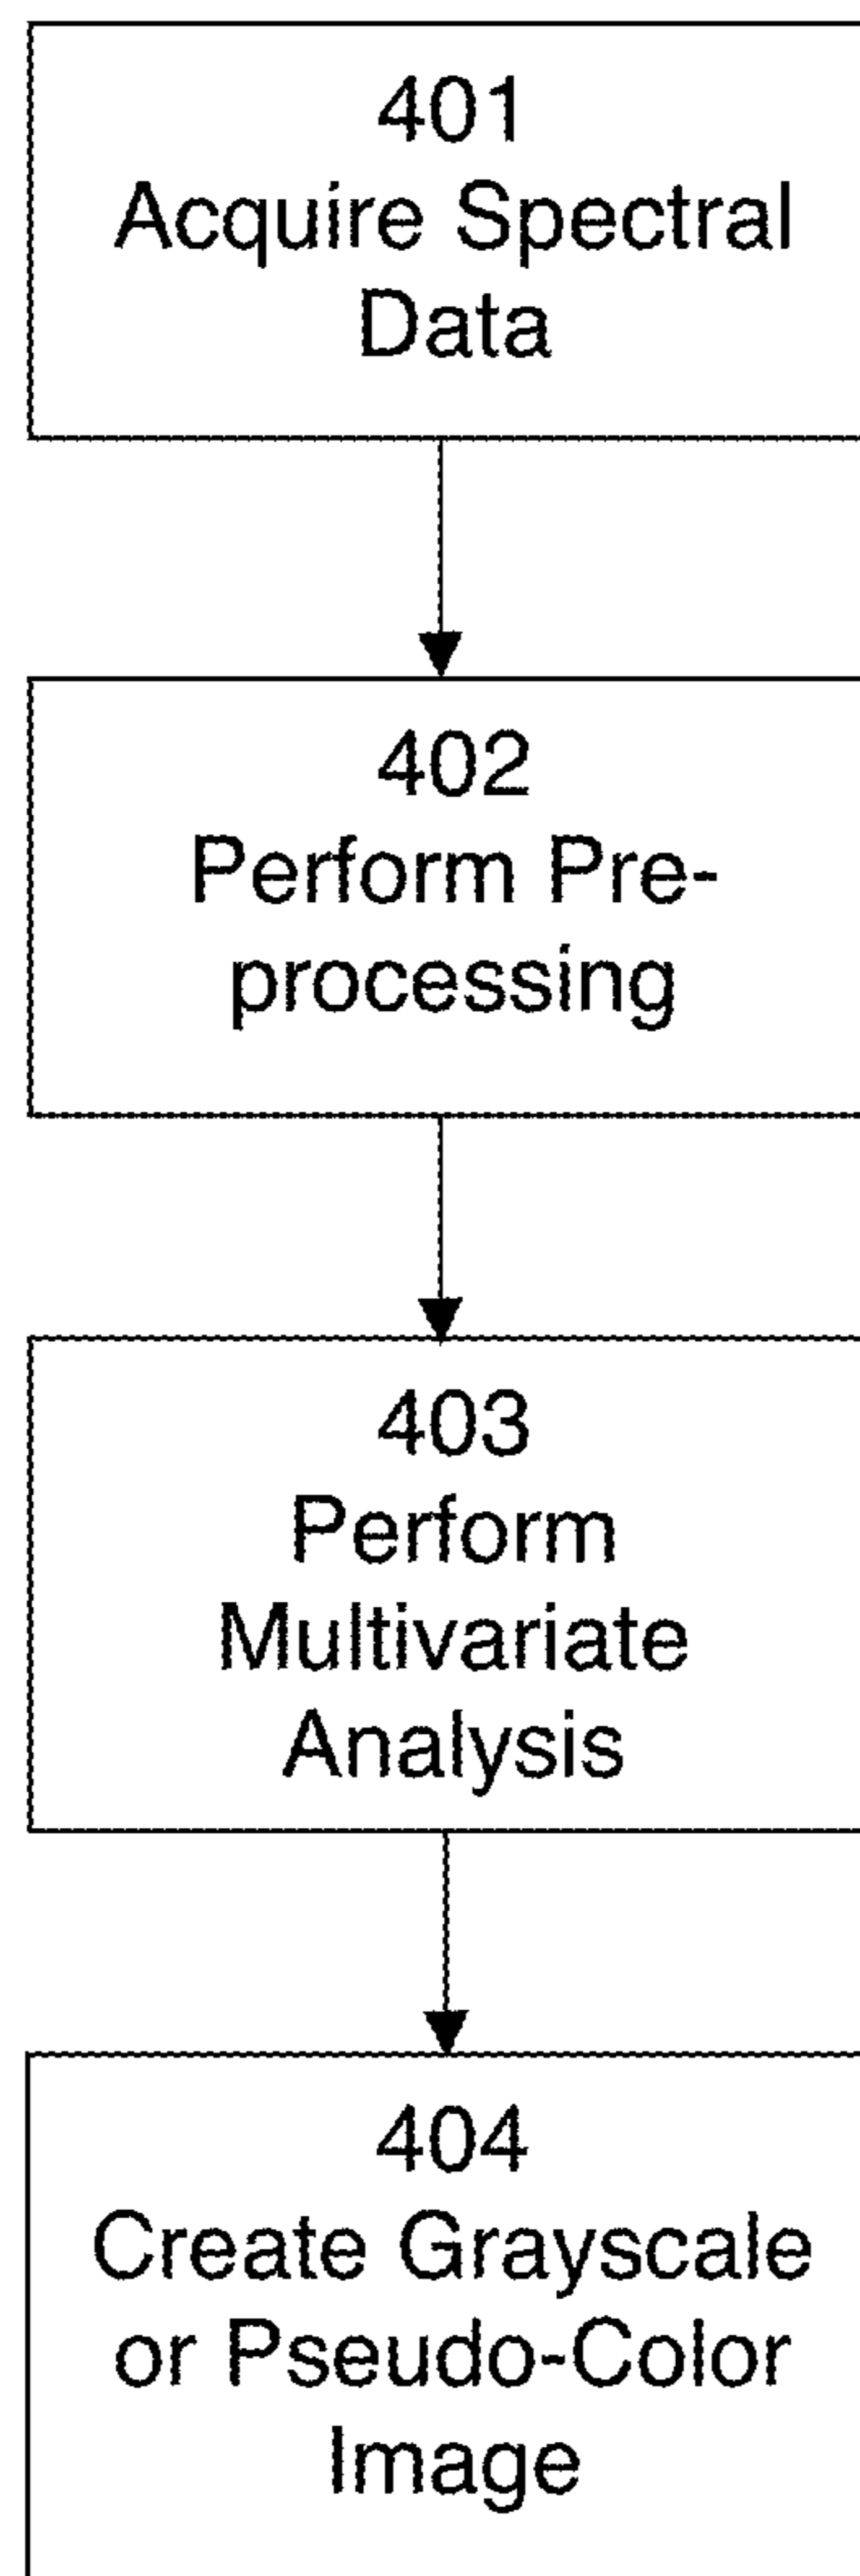 401
Acquire Spectral
Data
402
Perform Pre-
processing
403
Perform
Multivariate
Analysis
404
Create Grayscale
or Pseudo-Color
Image